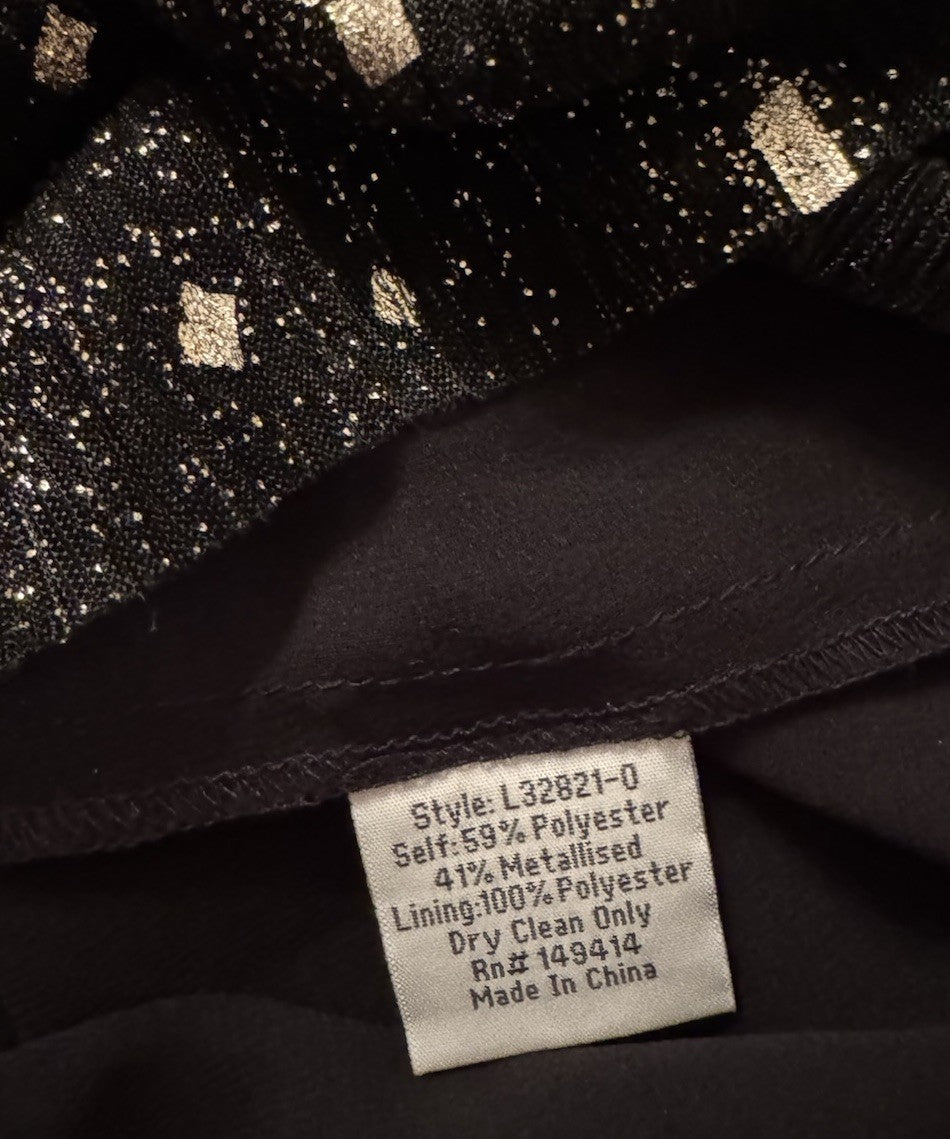 Style: L32821-0
Self:59% Polyester
41% Metallised
Lining:100% Polyester
Dry Clean Only
Rn# 149414
Made In China